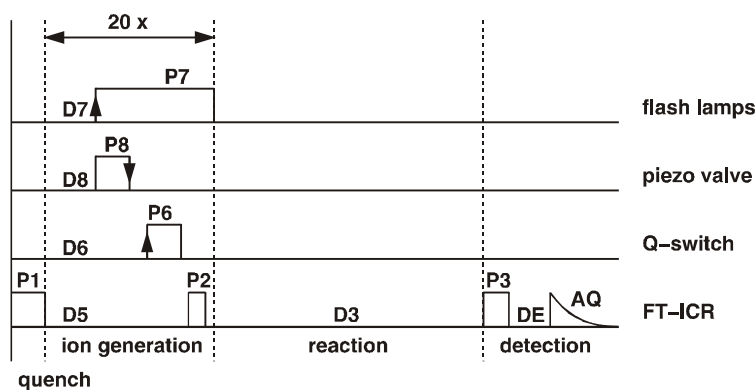 20 x
P7
D7
flash lamps
P8
D8
piezo valve
P6
D6
Q–switch
P1
P2
P3
D5
D3
DE
AQ
FT–ICR
ion generation
reaction
detection
quench